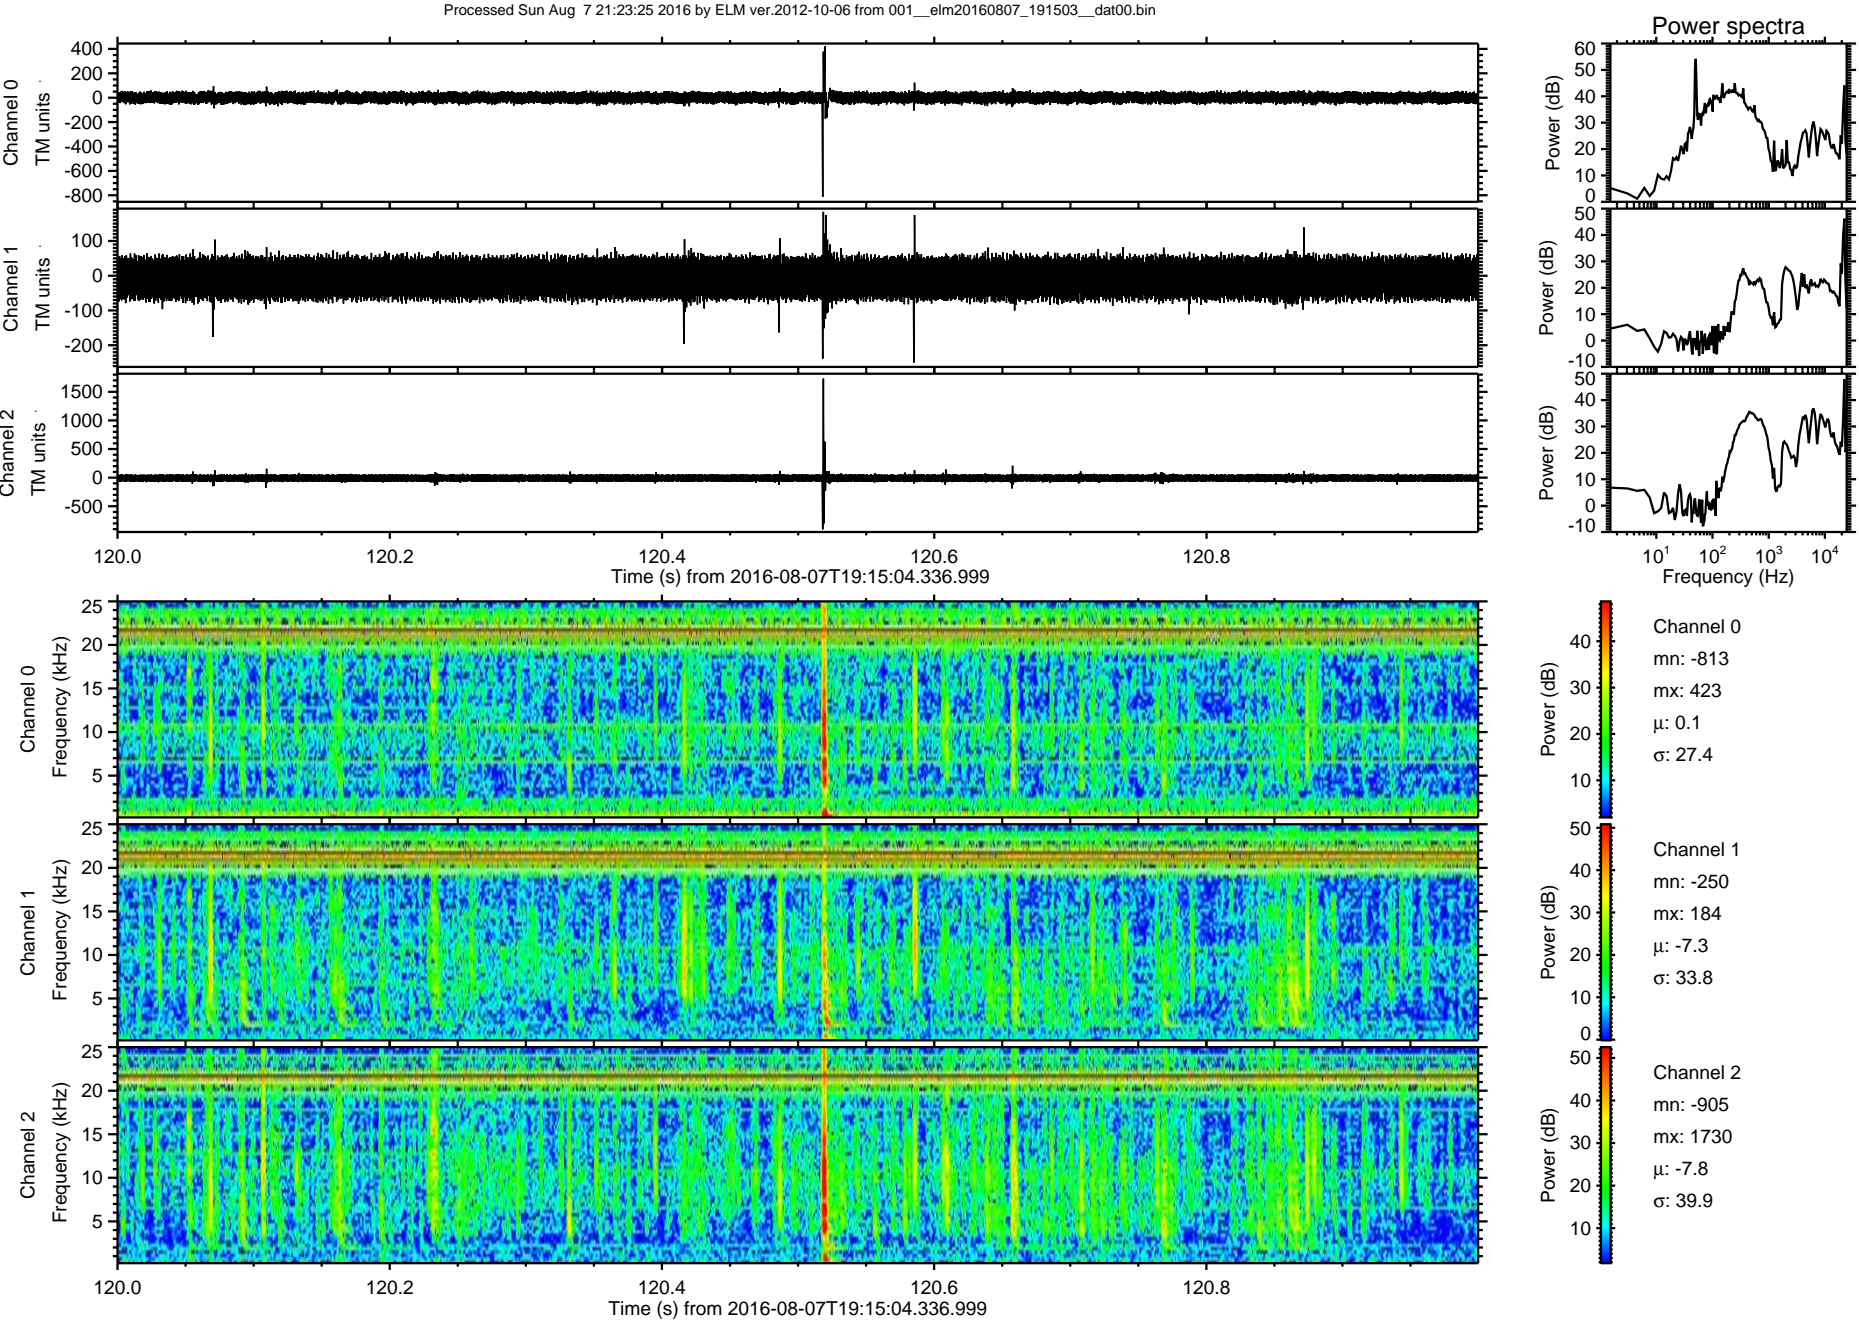 Processed Sun Aug  7 21:23:25 2016 by ELM ver.2012-10-06 from 001__elm20160807_191503__dat00.bin
Power spectra
Channel 0
TM units
400
200
0
-200
-400
-600
-800
Power (dB)
60
50
40
30
20
10
0
Channel 1
TM units
100
0
-100
-200
Power (dB)
50
40
30
20
10
0
-10
Channel 2
TM units
1500
1000
500
0
-500
Power (dB)
50
40
30
20
10
0
-10
120.0 120.2 120.4 120.6 120.8
Time (s) from 2016-08-07T19:15:04.336.999
10¹ 10² 10³ 10⁴
Frequency (Hz)
Channel 0
Frequency (kHz)
25
20
15
10
5
Power (dB)
40
30
20
10
Channel 0
mn: -813
mx: 423
μ: 0.1
σ: 27.4
Channel 1
Frequency (kHz)
25
20
15
10
5
Power (dB)
50
40
30
20
10
0
Channel 1
mn: -250
mx: 184
μ: -7.3
σ: 33.8
Channel 2
Frequency (kHz)
25
20
15
10
5
Power (dB)
50
40
30
20
10
Channel 2
mn: -905
mx: 1730
μ: -7.8
σ: 39.9
120.0 120.2 120.4 120.6 120.8
Time (s) from 2016-08-07T19:15:04.336.999